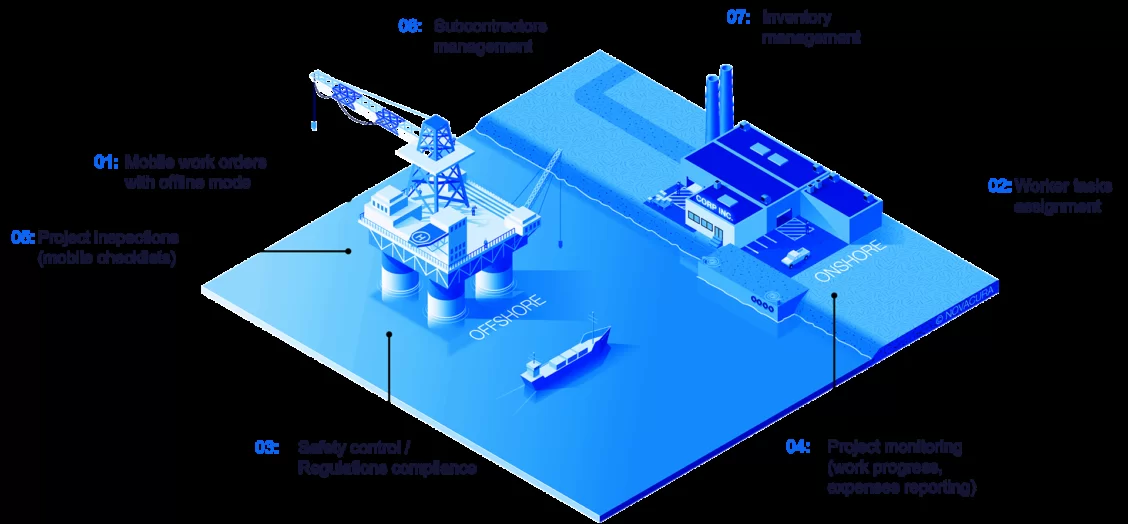 06: Subcontractors
management
07: Inventory
management
01: Mobile work orders
with offline mode
02: Worker tasks
assignment
05: Project inspections
(mobile checklists)
CORP INC.
H
ONSHORE
OFFSHORE
© NOVACURA
03: Safety control /
Regulations compliance
04: Project monitoring
(work progress,
expenses reporting)